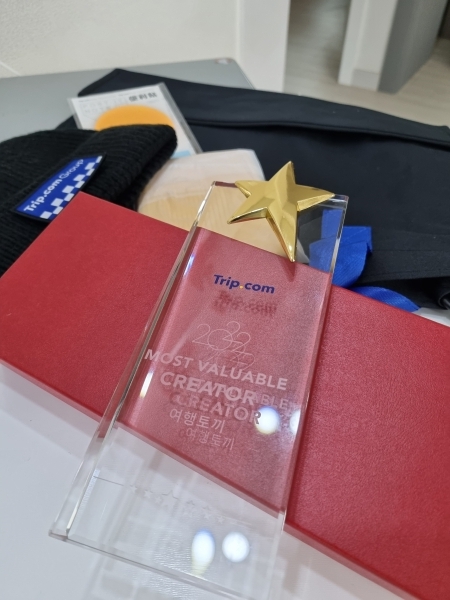 Trip.com Group
Trip.com
2022
MOST VALUABLE
CREATOR
여행토끼